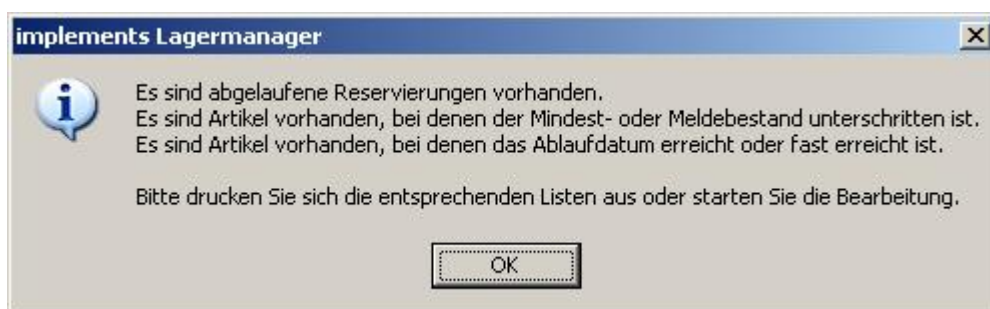 implements Lagermanager
Es sind abgelaufene Reservierungen vorhanden.
Es sind Artikel vorhanden, bei denen der Mindest- oder Meldebestand unterschritten ist.
Es sind Artikel vorhanden, bei denen das Ablaufdatum erreicht oder fast erreicht ist.
Bitte drucken Sie sich die entsprechenden Listen aus oder starten Sie die Bearbeitung.
OK